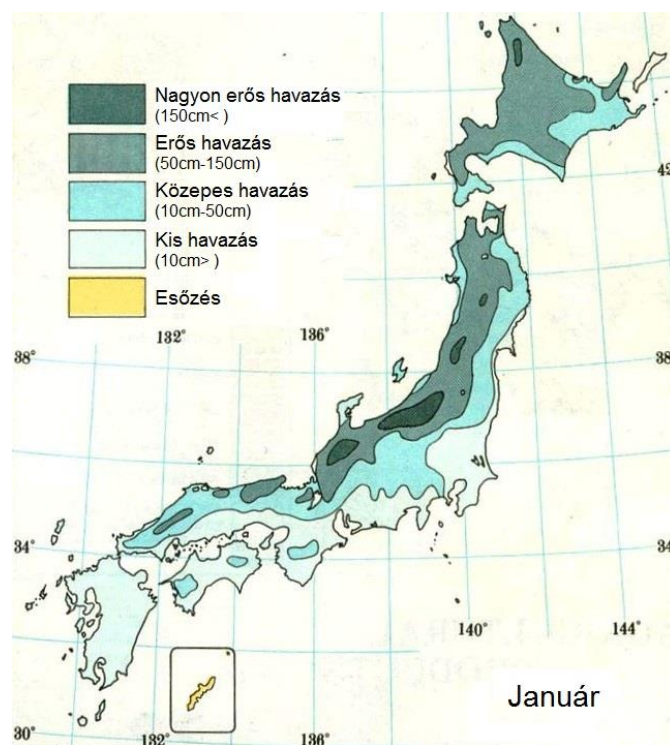 Nagyon erős havazás
(150cm< )
Erős havazás
(50cm-150cm)
Közepes havazás
(10cm-50cm)
Kis havazás
(10cm> )
Esőzés
42
132° 136°
38° 38
34° 34
140° 144°
30° 132° 136°
Január